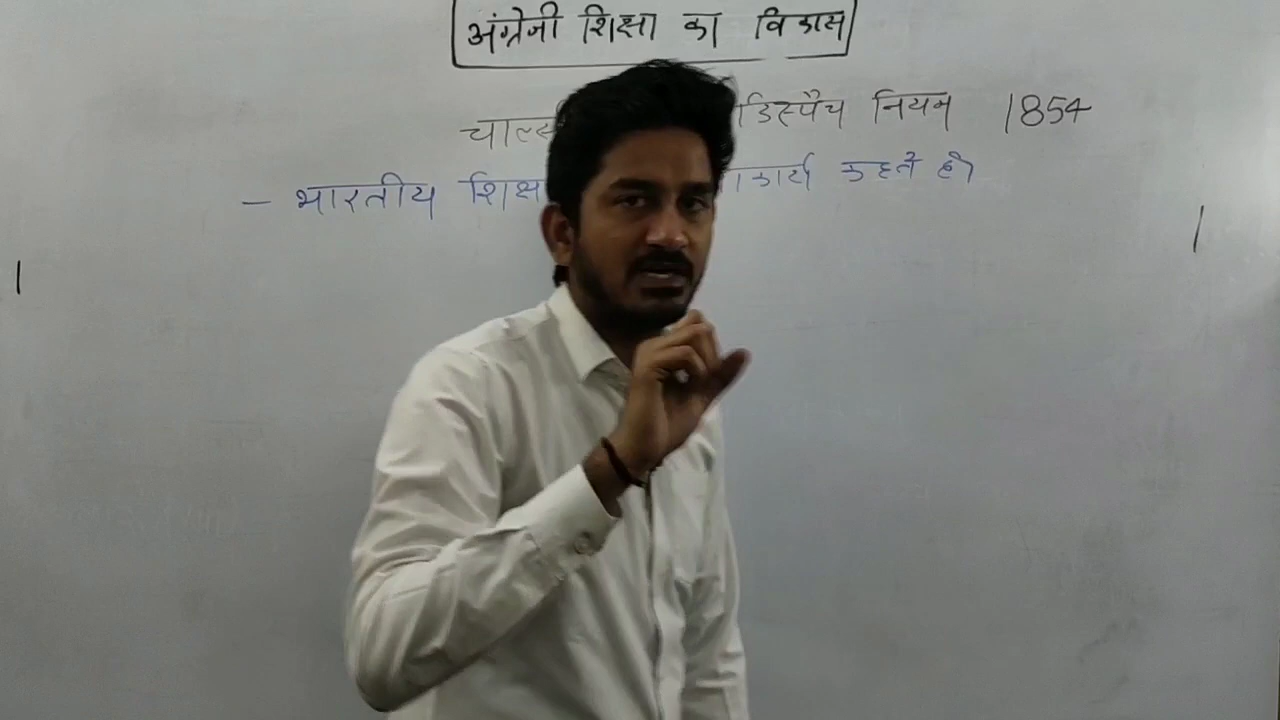 अंग्रेजी शिक्षा का विकास
चार्ल्स डिस्पैच नियम 1854
- भारतीय शिक्षा कहते हैं